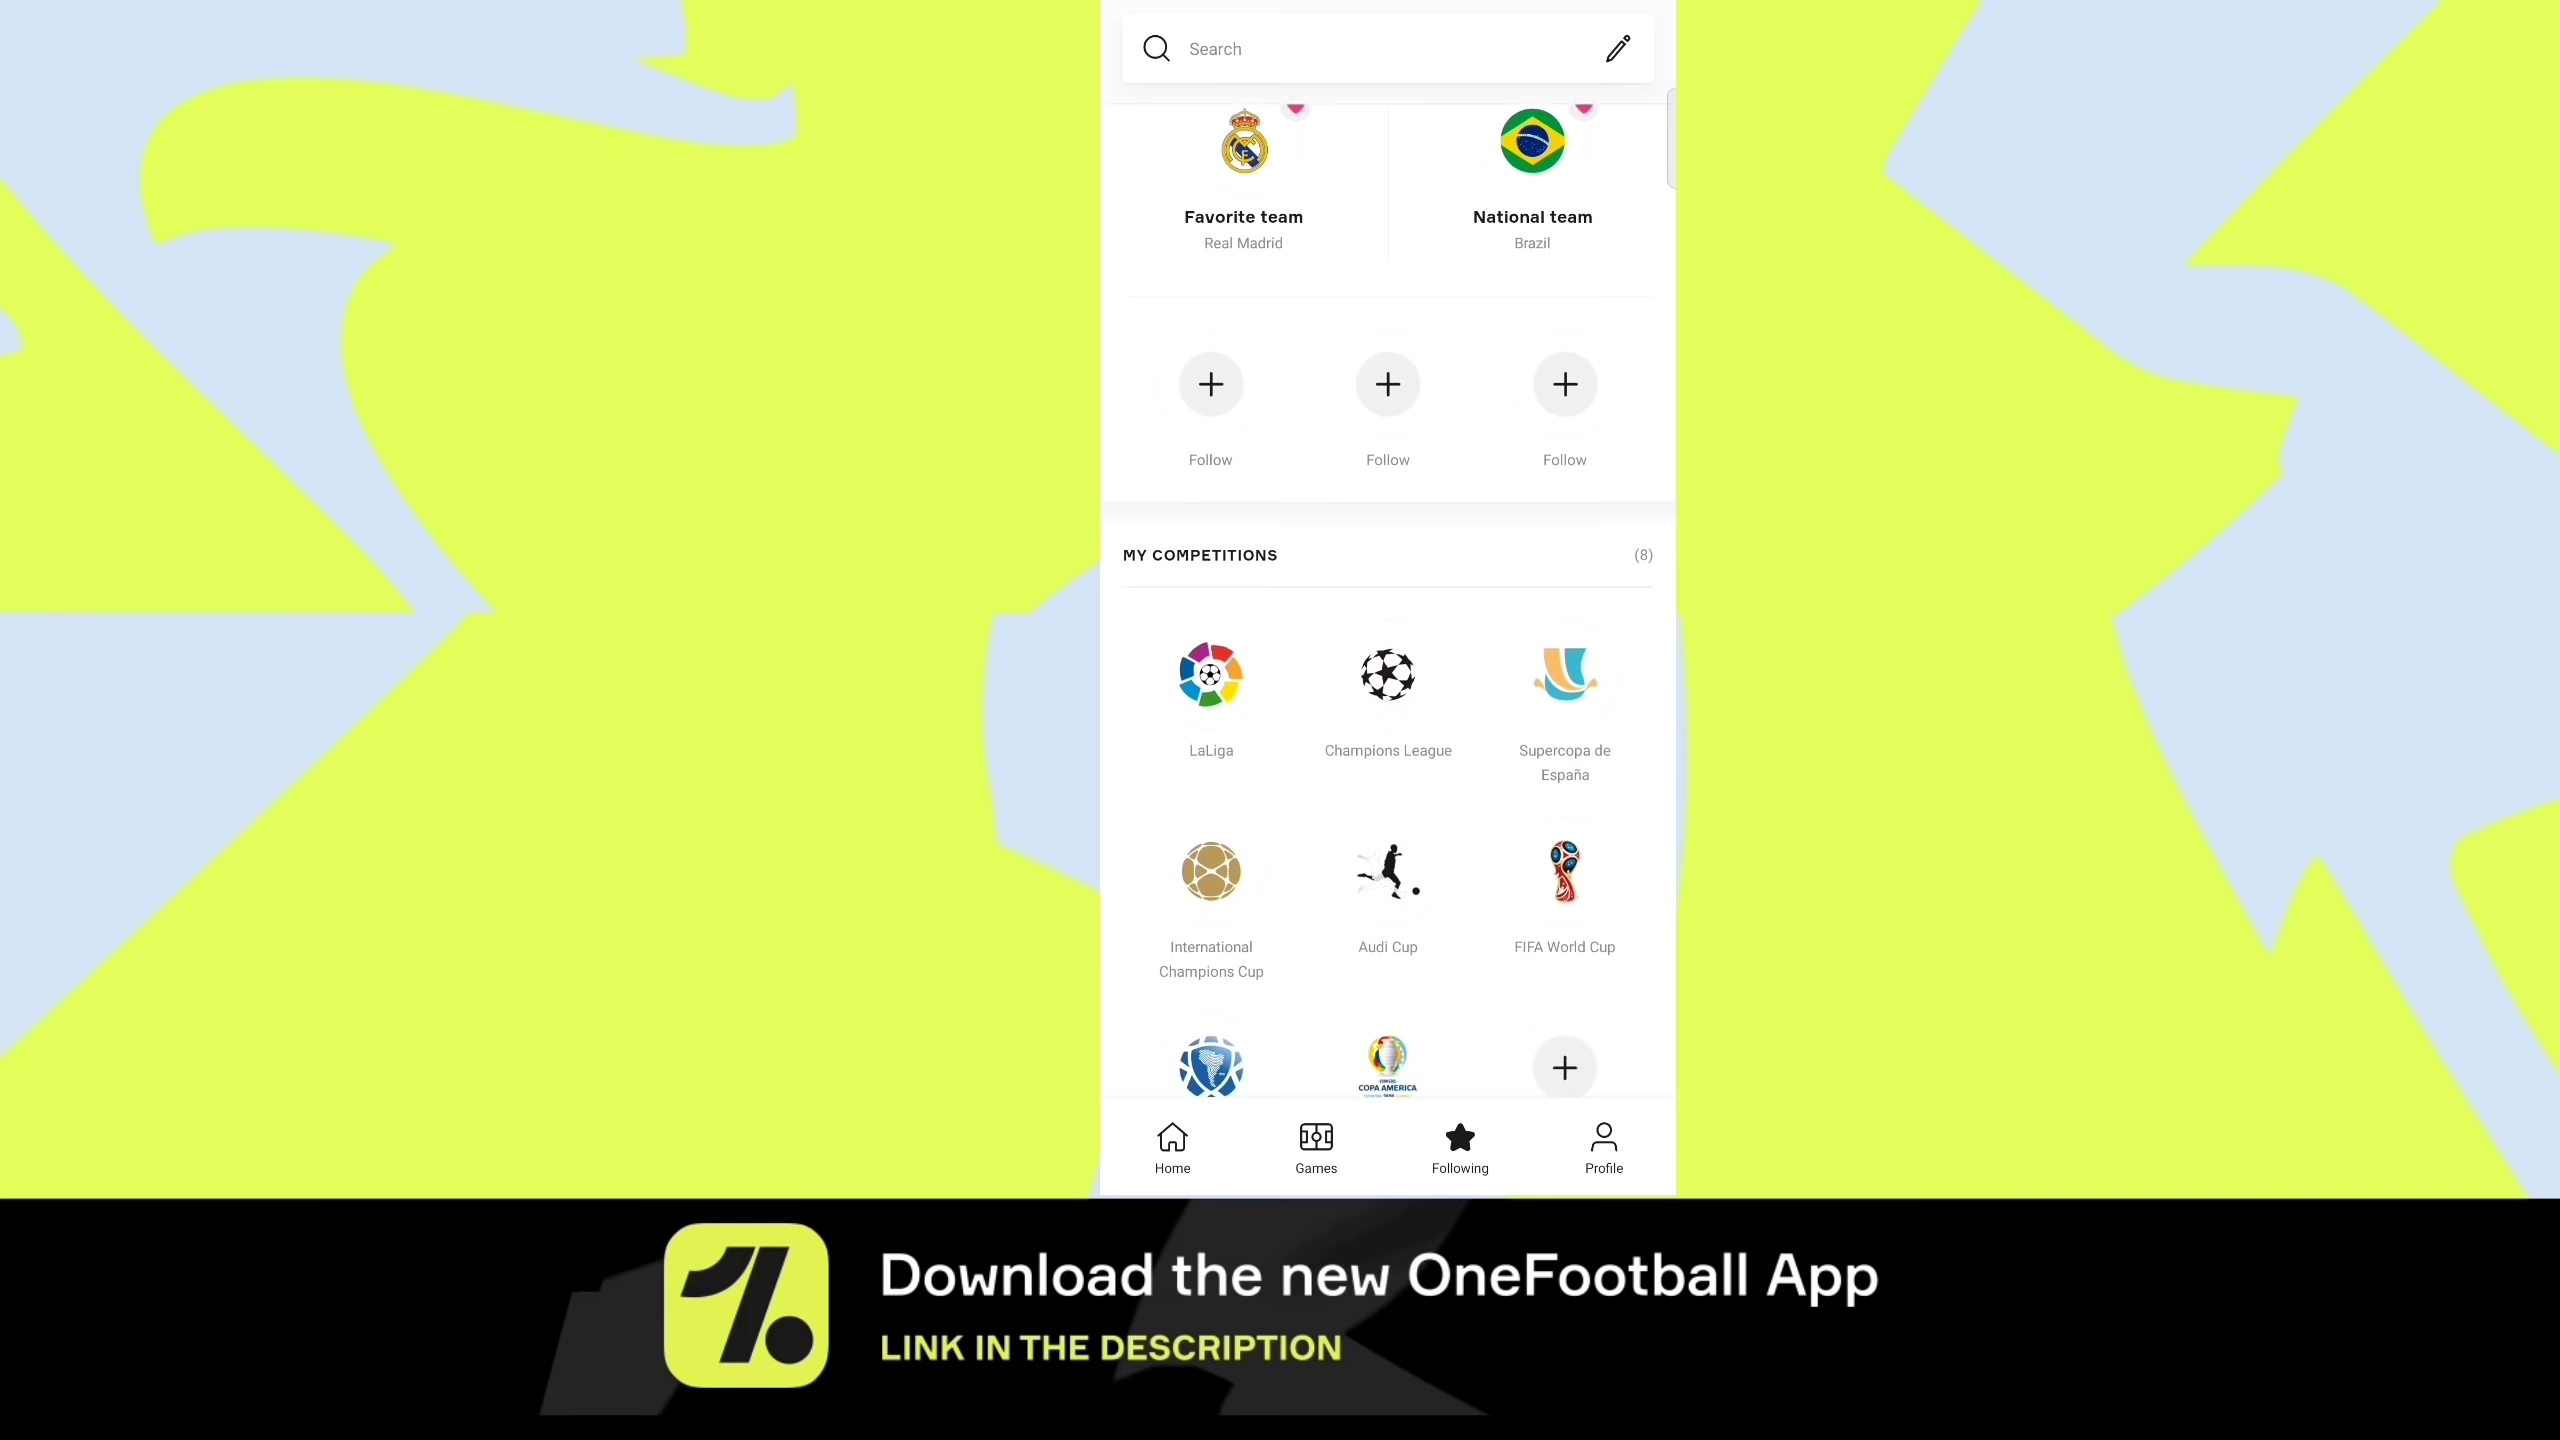 Search
Favorite team
National team
Real Madrid
Brazil
Follow
Follow
Follow
MY COMPETITIONS
(8)
LaLiga
Champions League
Supercopa de
España
International
Champions Cup
Audi Cup
FIFA World Cup
COPA AMERICA
Home
Games
Following
Profile
Download the new OneFootball App
LINK IN THE DESCRIPTION